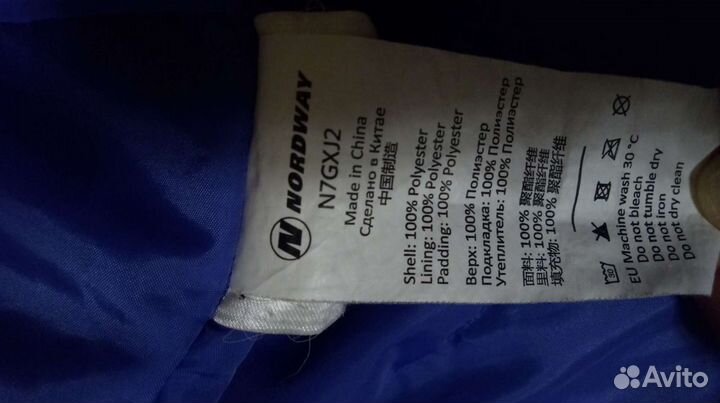 NORDWAY
N7GXJ2
Made in China
Сделано в Китае
中国制造
Shell: 100% Polyester
Lining: 100% Polyester
Padding: 100% Polyester
Верх: 100% Полиэстер
Подкладка: 100% Полиэстер
Утеплитель: 100% Полиэстер
面料: 100% 聚酯纤维
里料: 100% 聚酯纤维
填充物: 100% 聚酯纤维
30
EU Machine wash 30 °C
Do not bleach
Do not tumble dry
Do not iron
Do not dry clean
Avito